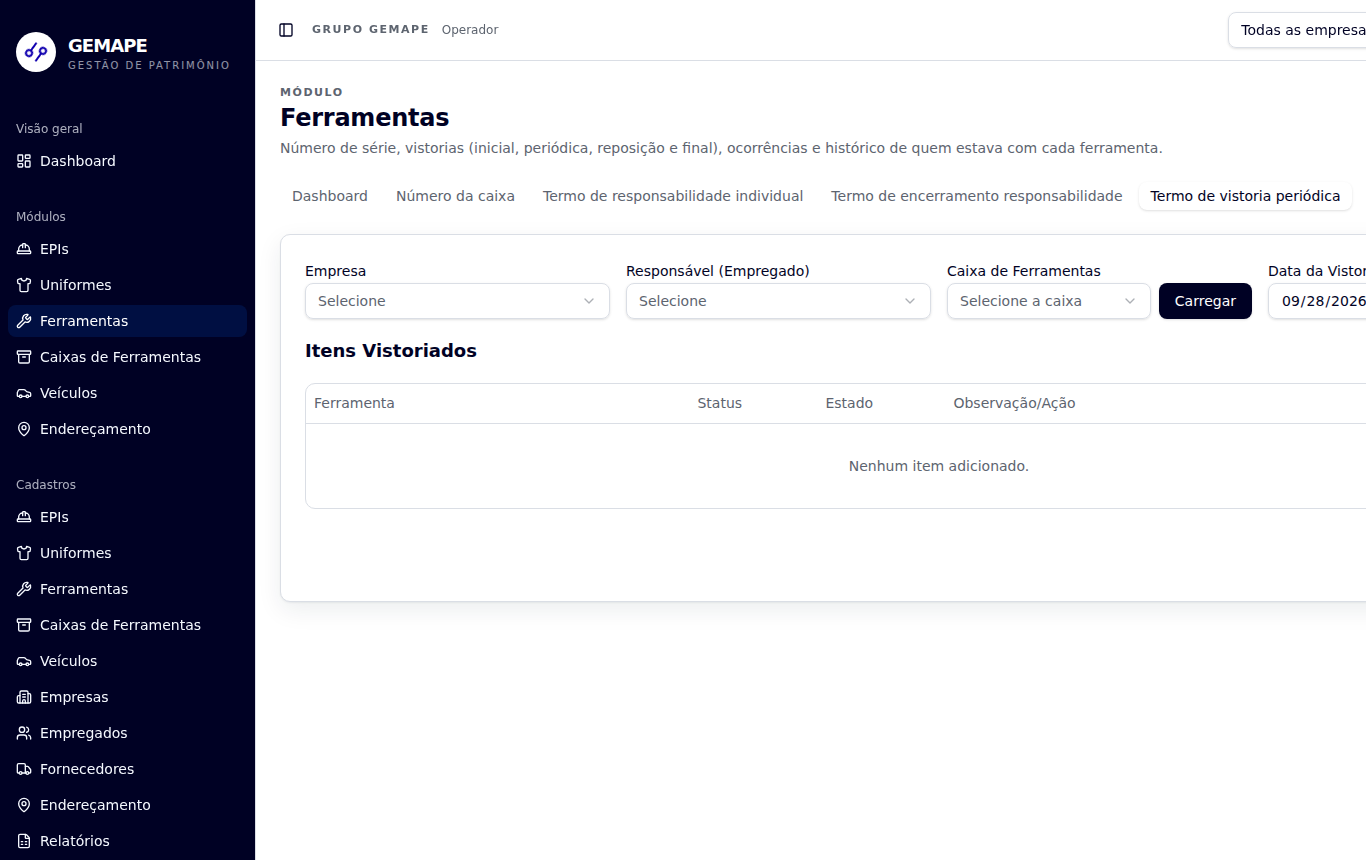 GEMAPE
GESTÃO DE PATRIMÔNIO
Visão geral
Dashboard
Módulos
EPIs
Uniformes
Ferramentas
Caixas de Ferramentas
Veículos
Endereçamento
Cadastros
EPIs
Uniformes
Ferramentas
Caixas de Ferramentas
Veículos
Empresas
Empregados
Fornecedores
Endereçamento
Relatórios
GRUPO GEMAPE Operador Todas as empresa
MÓDULO
Ferramentas
Número de série, vistorias (inicial, periódica, reposição e final), ocorrências e histórico de quem estava com cada ferramenta.
Dashboard Número da caixa Termo de responsabilidade individual Termo de encerramento responsabilidade Termo de vistoria periódica
Empresa Responsável (Empregado) Caixa de Ferramentas Data da Vistor
Selecione Selecione Selecione a caixa Carregar 09/28/2026
Itens Vistoriados
Ferramenta Status Estado Observação/Ação
Nenhum item adicionado.